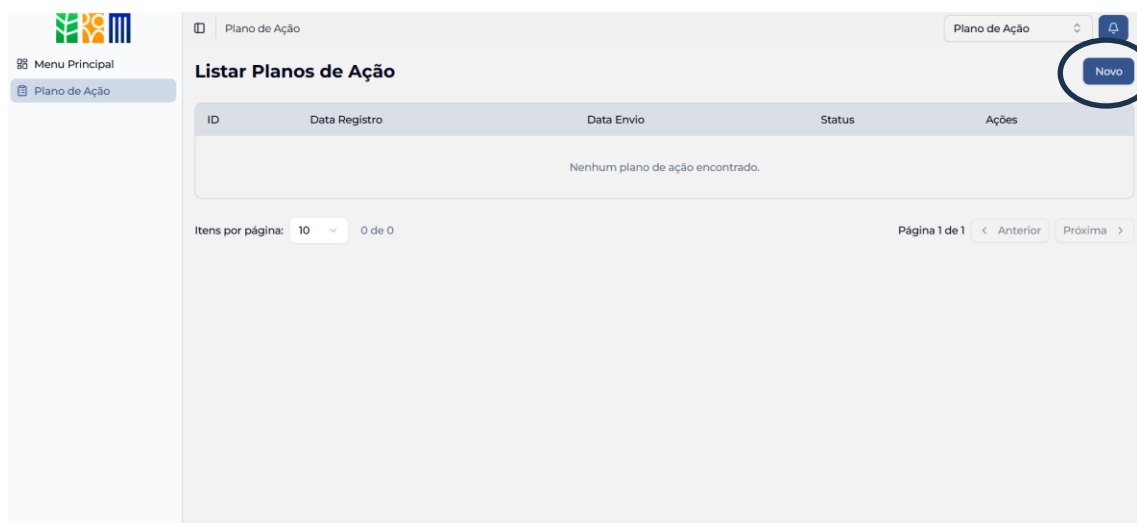 Plano de Ação Plano de Ação
Menu Principal
Listar Planos de Ação Novo
Plano de Ação
ID Data Registro Data Envio Status Ações
Nenhum plano de ação encontrado.
Itens por página: 10 0 de 0 Página 1 de 1 < Anterior Próxima >